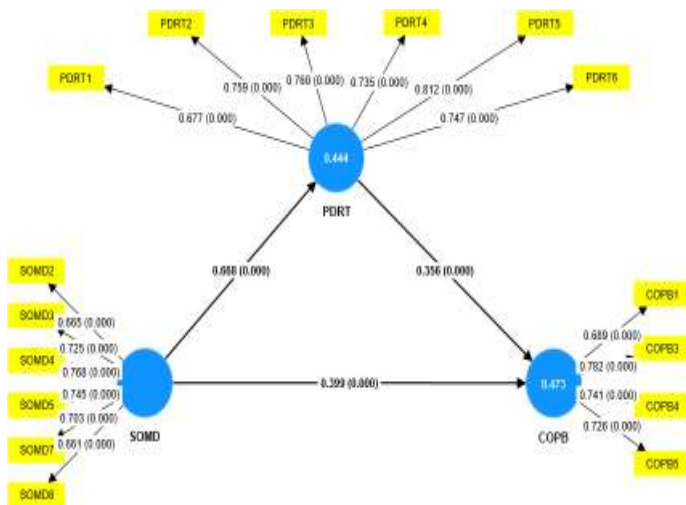 PDRT1
PDRT2
PDRT3
PDRT4
PDRT5
PDRT6
0.677 (0.000)
0.759 (0.000)
0.760 (0.000)
0.735 (0.000)
0.812 (0.000)
0.747 (0.000)
0.444
PDRT
0.668 (0.000)
0.356 (0.000)
SOMD2
SOMD3
SOMD4
SOMD5
SOMD7
SOMD8
0.665 (0.000)
0.725 (0.000)
0.768 (0.000)
0.745 (0.000)
0.703 (0.000)
0.661 (0.000)
SOMD
0.399 (0.000)
0.473
COPB
0.689 (0.000)
0.782 (0.000)
0.741 (0.000)
0.726 (0.000)
COPB1
COPB3
COPB4
COPB5